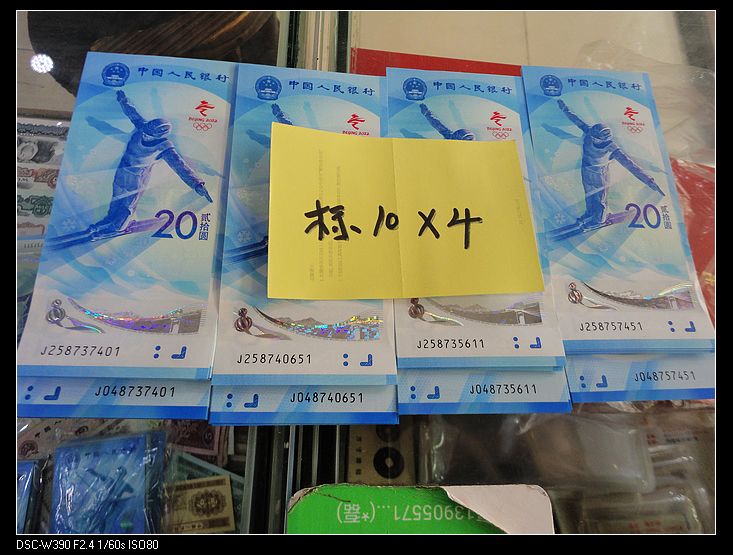 中国人民银行
BEIJING 2022
20 贰拾圆
J258737401
J048737401
中国人民银行
J258740651
J048740651
中国人民银行
BEIJING 2022
J258735611
J048735611
中国人民银行
BEIJING 2022
20 贰拾圆
J258757451
J048757451
标10 X 4
13905571...(*器)
DSC-W390 F2.4 1/60s ISO80